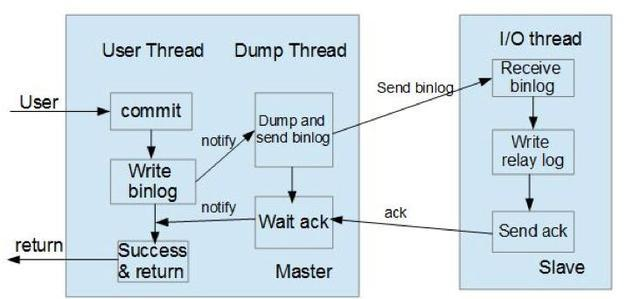 User Thread
Dump Thread
I/O thread
User
commit
notify
Dump and
send binlog
Send binlog
Receive
binlog
Write
binlog
Write
relay log
notify
Wait ack
ack
Send ack
return
Success
& return
Master
Slave